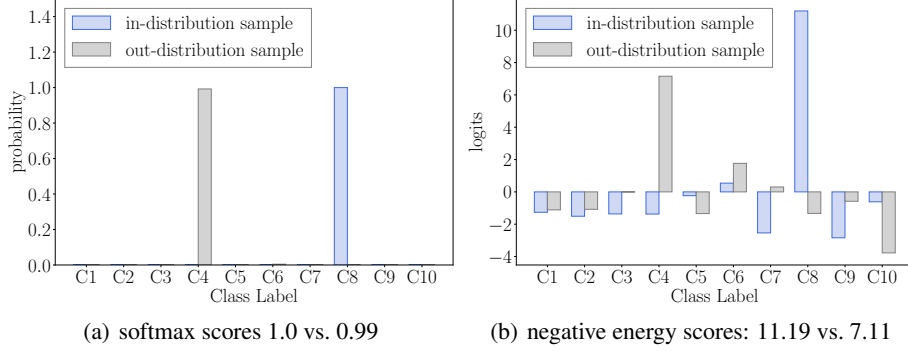 1.4
1.2
1.0
0.8
0.6
0.4
0.2
0.0
probability
in-distribution sample
out-distribution sample
C1 C2 C3 C4 C5 C6 C7 C8 C9 C10
Class Label
(a) softmax scores 1.0 vs. 0.99
10
8
6
4
2
0
−2
−4
logits
in-distribution sample
out-distribution sample
C1 C2 C3 C4 C5 C6 C7 C8 C9 C10
Class Label
(b) negative energy scores: 11.19 vs. 7.11